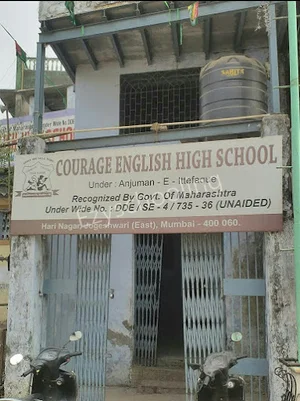 COURAGE ENGLISH HIGH SCHOOL
Under : Anjuman - E - Ittefaque
Recognized By Govt. Of Maharashtra
Under Wide No. : DDE / SE - 4 / 735 - 36 (UNAIDED)
Hari Nagar, Jogeshwari (East), Mumbai - 400 060.